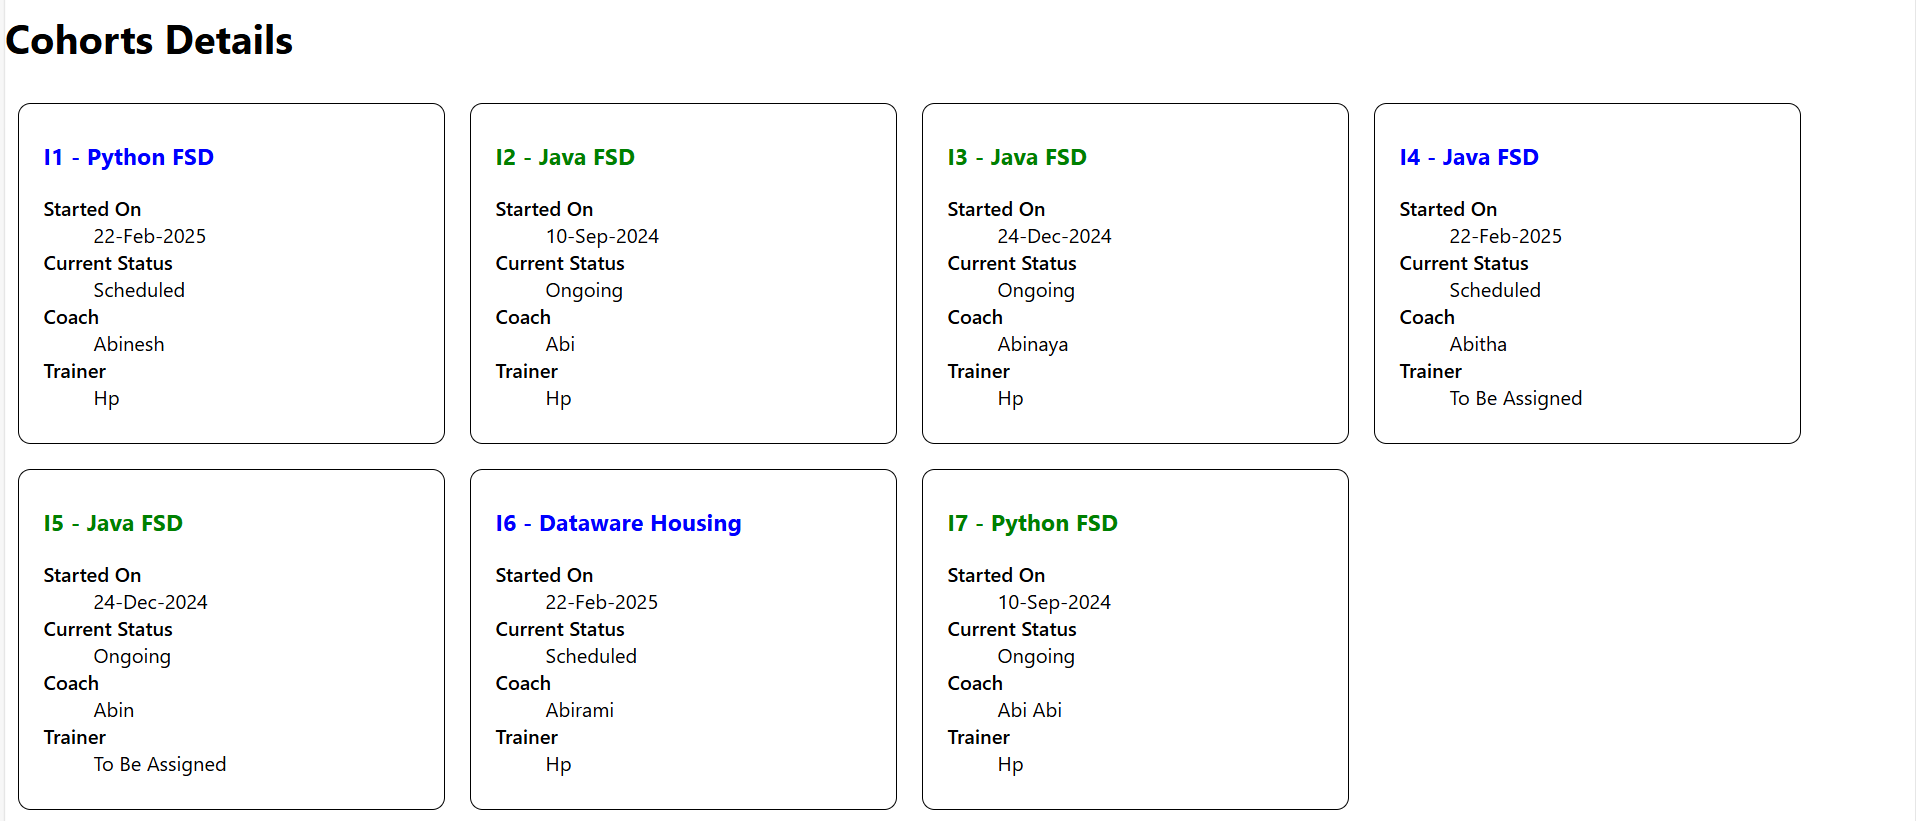 Cohorts Details
I1 - Python FSD
Started On
22-Feb-2025
Current Status
Scheduled
Coach
Abinesh
Trainer
Hp
I2 - Java FSD
Started On
10-Sep-2024
Current Status
Ongoing
Coach
Abi
Trainer
Hp
I3 - Java FSD
Started On
24-Dec-2024
Current Status
Ongoing
Coach
Abinaya
Trainer
Hp
I4 - Java FSD
Started On
22-Feb-2025
Current Status
Scheduled
Coach
Abitha
Trainer
To Be Assigned
I5 - Java FSD
Started On
24-Dec-2024
Current Status
Ongoing
Coach
Abin
Trainer
To Be Assigned
I6 - Dataware Housing
Started On
22-Feb-2025
Current Status
Scheduled
Coach
Abirami
Trainer
Hp
I7 - Python FSD
Started On
10-Sep-2024
Current Status
Ongoing
Coach
Abi Abi
Trainer
Hp